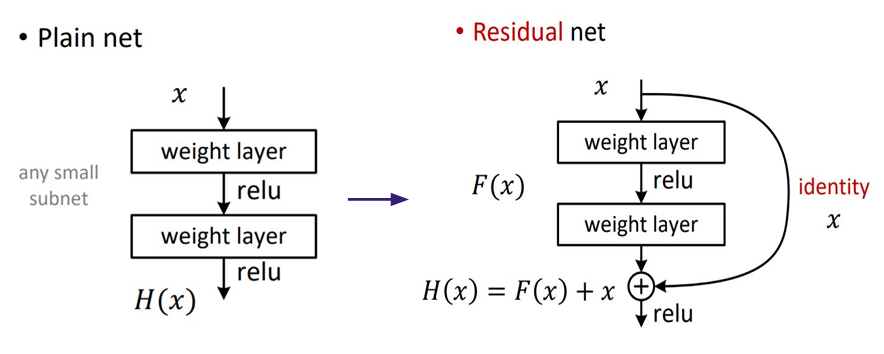 • Plain net
x
weight layer
any small
subnet
relu
weight layer
relu
H(x)
• Residual net
x
weight layer
F(x)
relu
identity
x
weight layer
H(x) = F(x) + x
+
relu